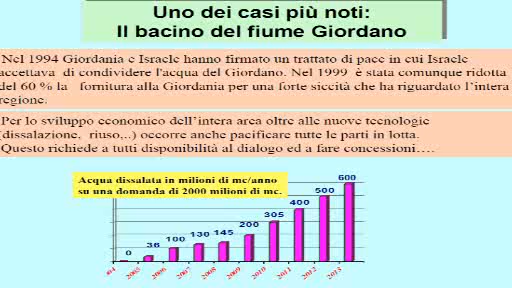 Uno dei casi più noti:
Il bacino del fiume Giordano
Nel 1994 Giordania e Israele hanno firmato un trattato di pace in cui Israele
accettava di condividere l'acqua del Giordano. Nel 1999 è stata comunque ridotta
del 60 % la fornitura alla Giordania per una forte siccità che ha riguardato l'intera
regione.
Per lo sviluppo economico dell'intera area oltre alle nuove tecnologie
(dissalazione, riuso,..) occorre anche pacificare tutte le parti in lotta.
Questo richiede a tutti disponibilità al dialogo ed a fare concessioni….
Acqua dissalata in milioni di mc/anno
su una domanda di 2000 milioni di mc.
0 36 100 130 145 200 305 400 500 600
2005 2006 2007 2008 2009 2010 2011 2012 2013